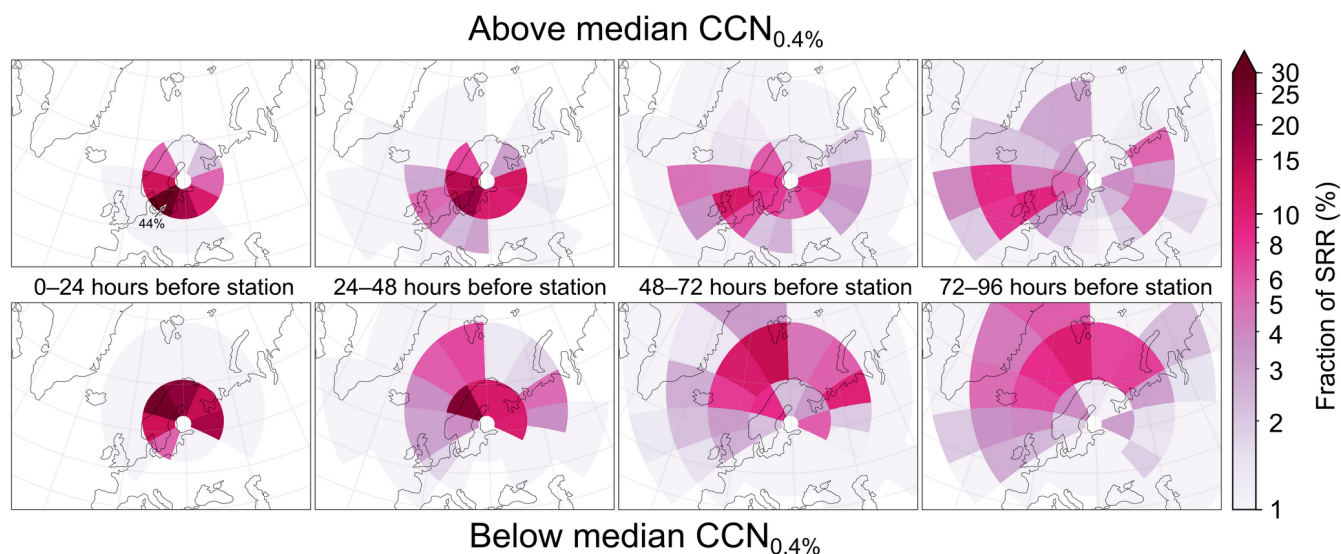 Above median CCN0.4%
44%
0–24 hours before station
24–48 hours before station
48–72 hours before station
72–96 hours before station
Below median CCN0.4%
30
25
20
15
10
8
6
5
4
3
2
1
Fraction of SRR (%)